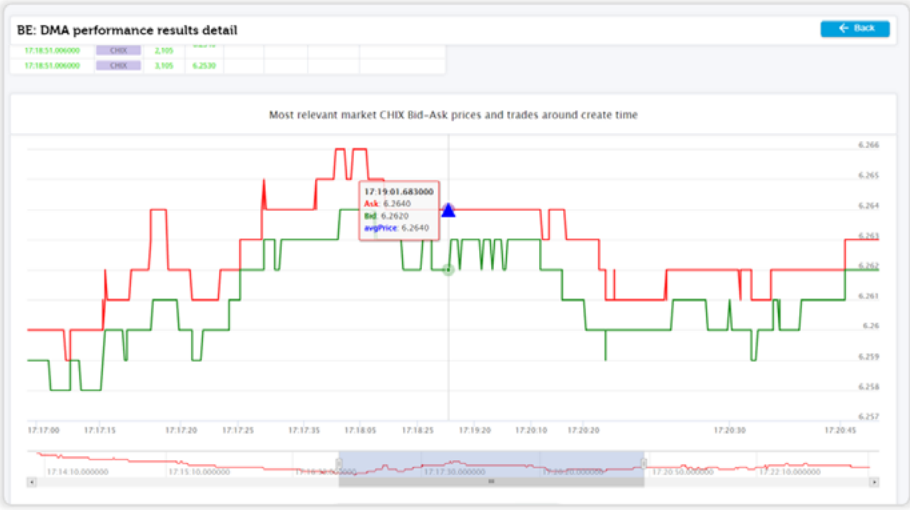 BE: DMA performance results detail
← Back
17:18:51.006000 CHIX 2,105
17:18:51.006000 CHIX 3,105 6.2530
Most relevant market CHIX Bid-Ask prices and trades around create time
6.266
6.265
17:19:01.683000
Ask: 6.2640
Bid: 6.2620
avgPrice: 6.2640
6.264
6.263
6.262
6.261
6.26
6.259
6.258
6.257
17:17:00 17:17:15 17:17:20 17:17:25 17:17:35 17:18:05 17:18:25 17:19:20 17:20:10 17:20:20 17:20:30 17:20:45
17:14:10.000000 17:15:10.000000 17:17:30.000000 17:20:50.000000 17:22:10.000000